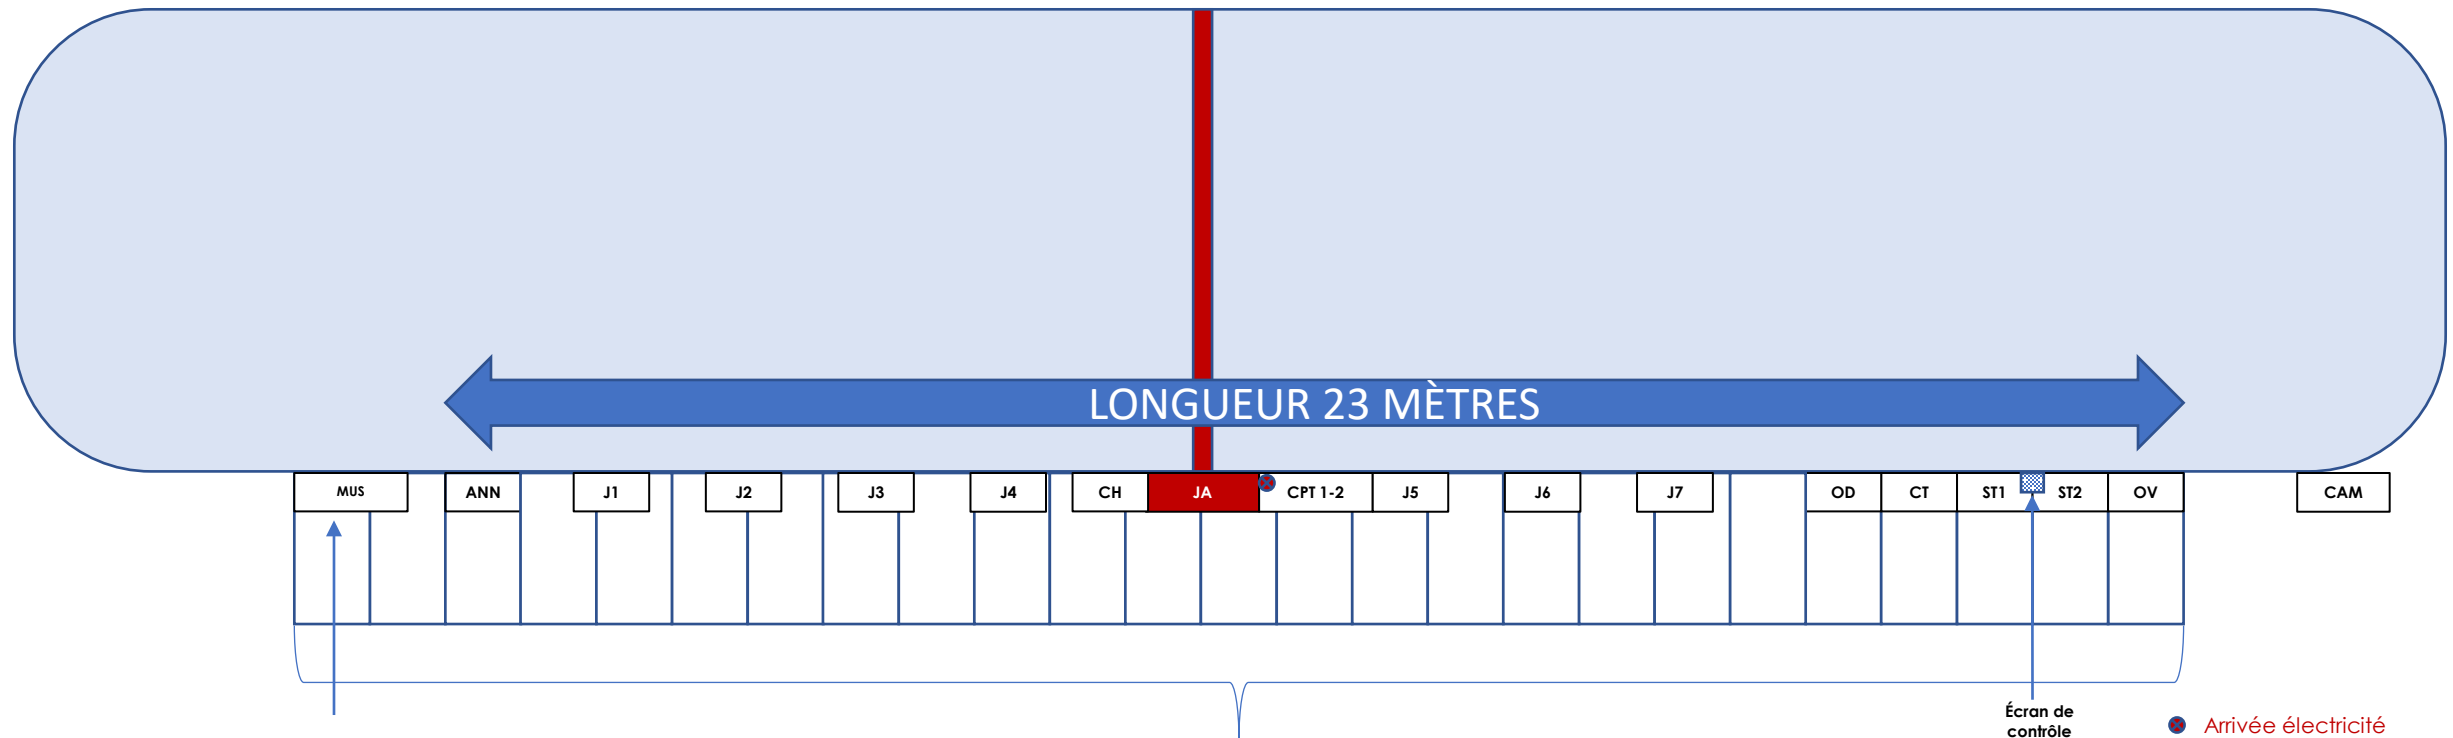 LONGUEUR 23 MÈTRES
MUS
ANN
J1
J2
J3
J4
CH
JA
CPT 1-2
J5
J6
J7
OD
CT
ST1
ST2
OV
CAM
Écran de
contrôle
Arrivée électricité